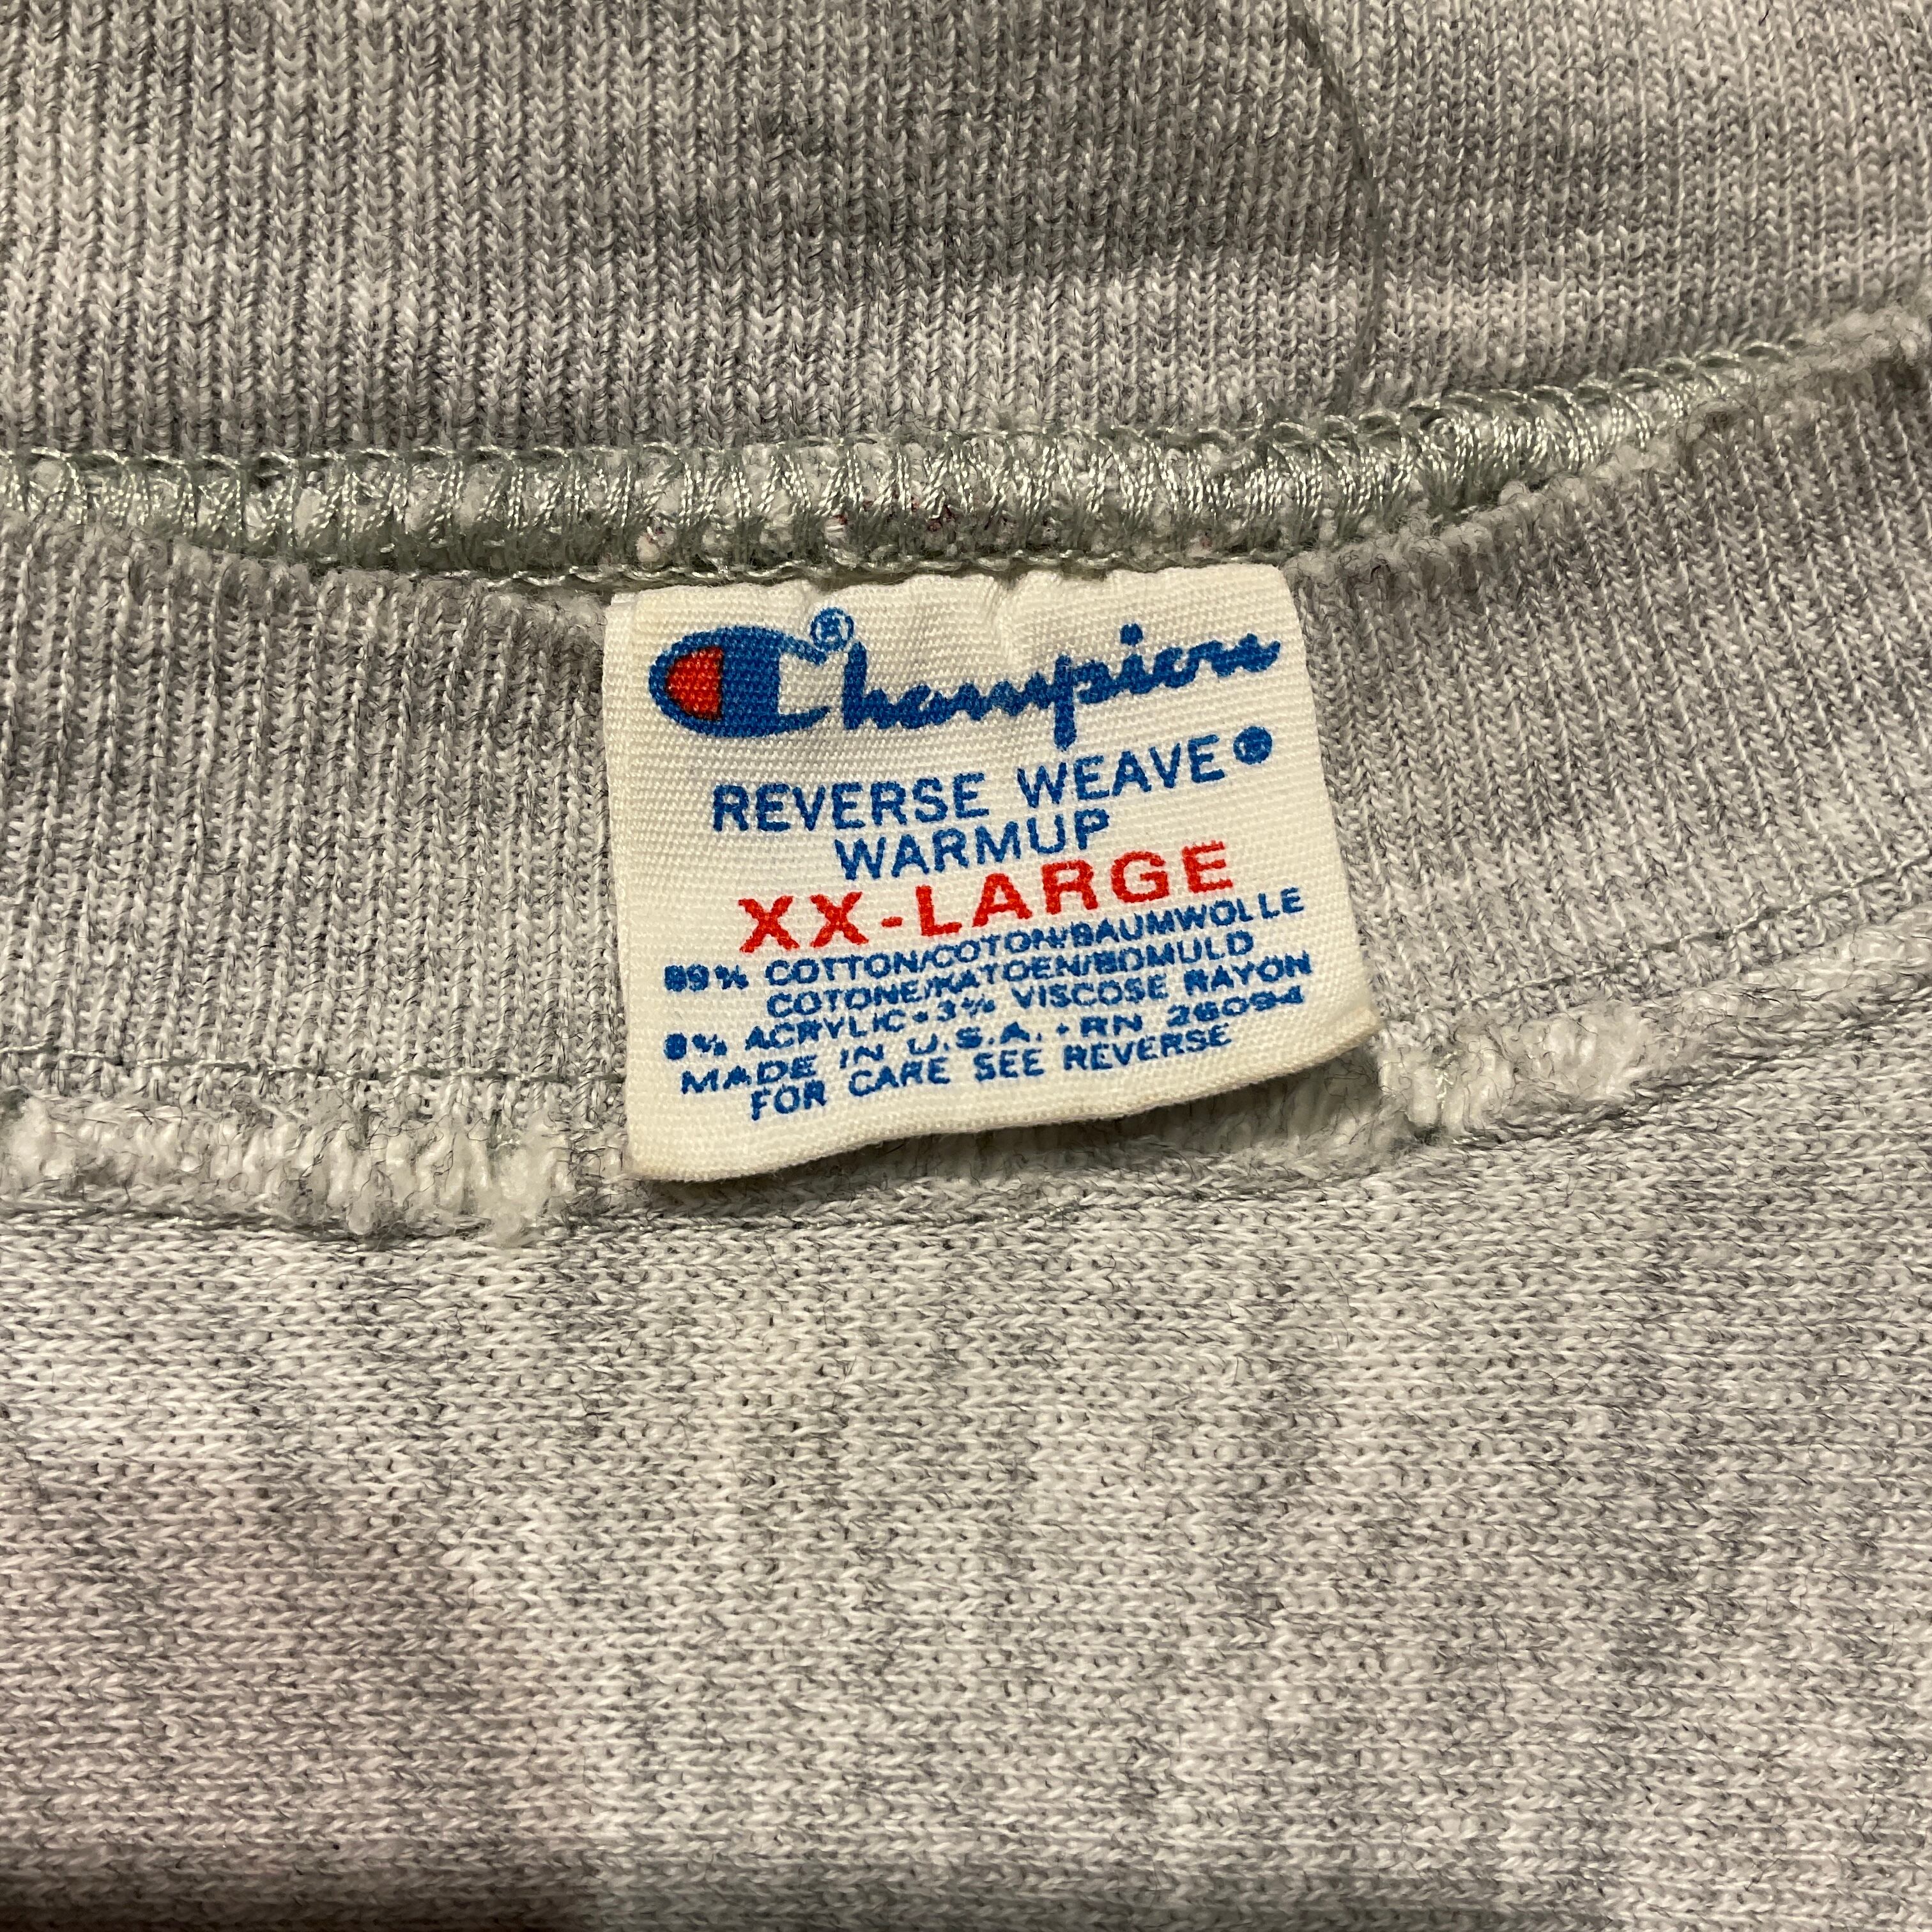 Champion®
REVERSE WEAVE®
WARMUP
XX-LARGE
89% COTTON/COTON/BAUMWOLLE
COTONE/KATOEN/BOMULD
8% ACRYLIC•3% VISCOSE RAYON
MADE IN U.S.A. • RN 26094
FOR CARE SEE REVERSE